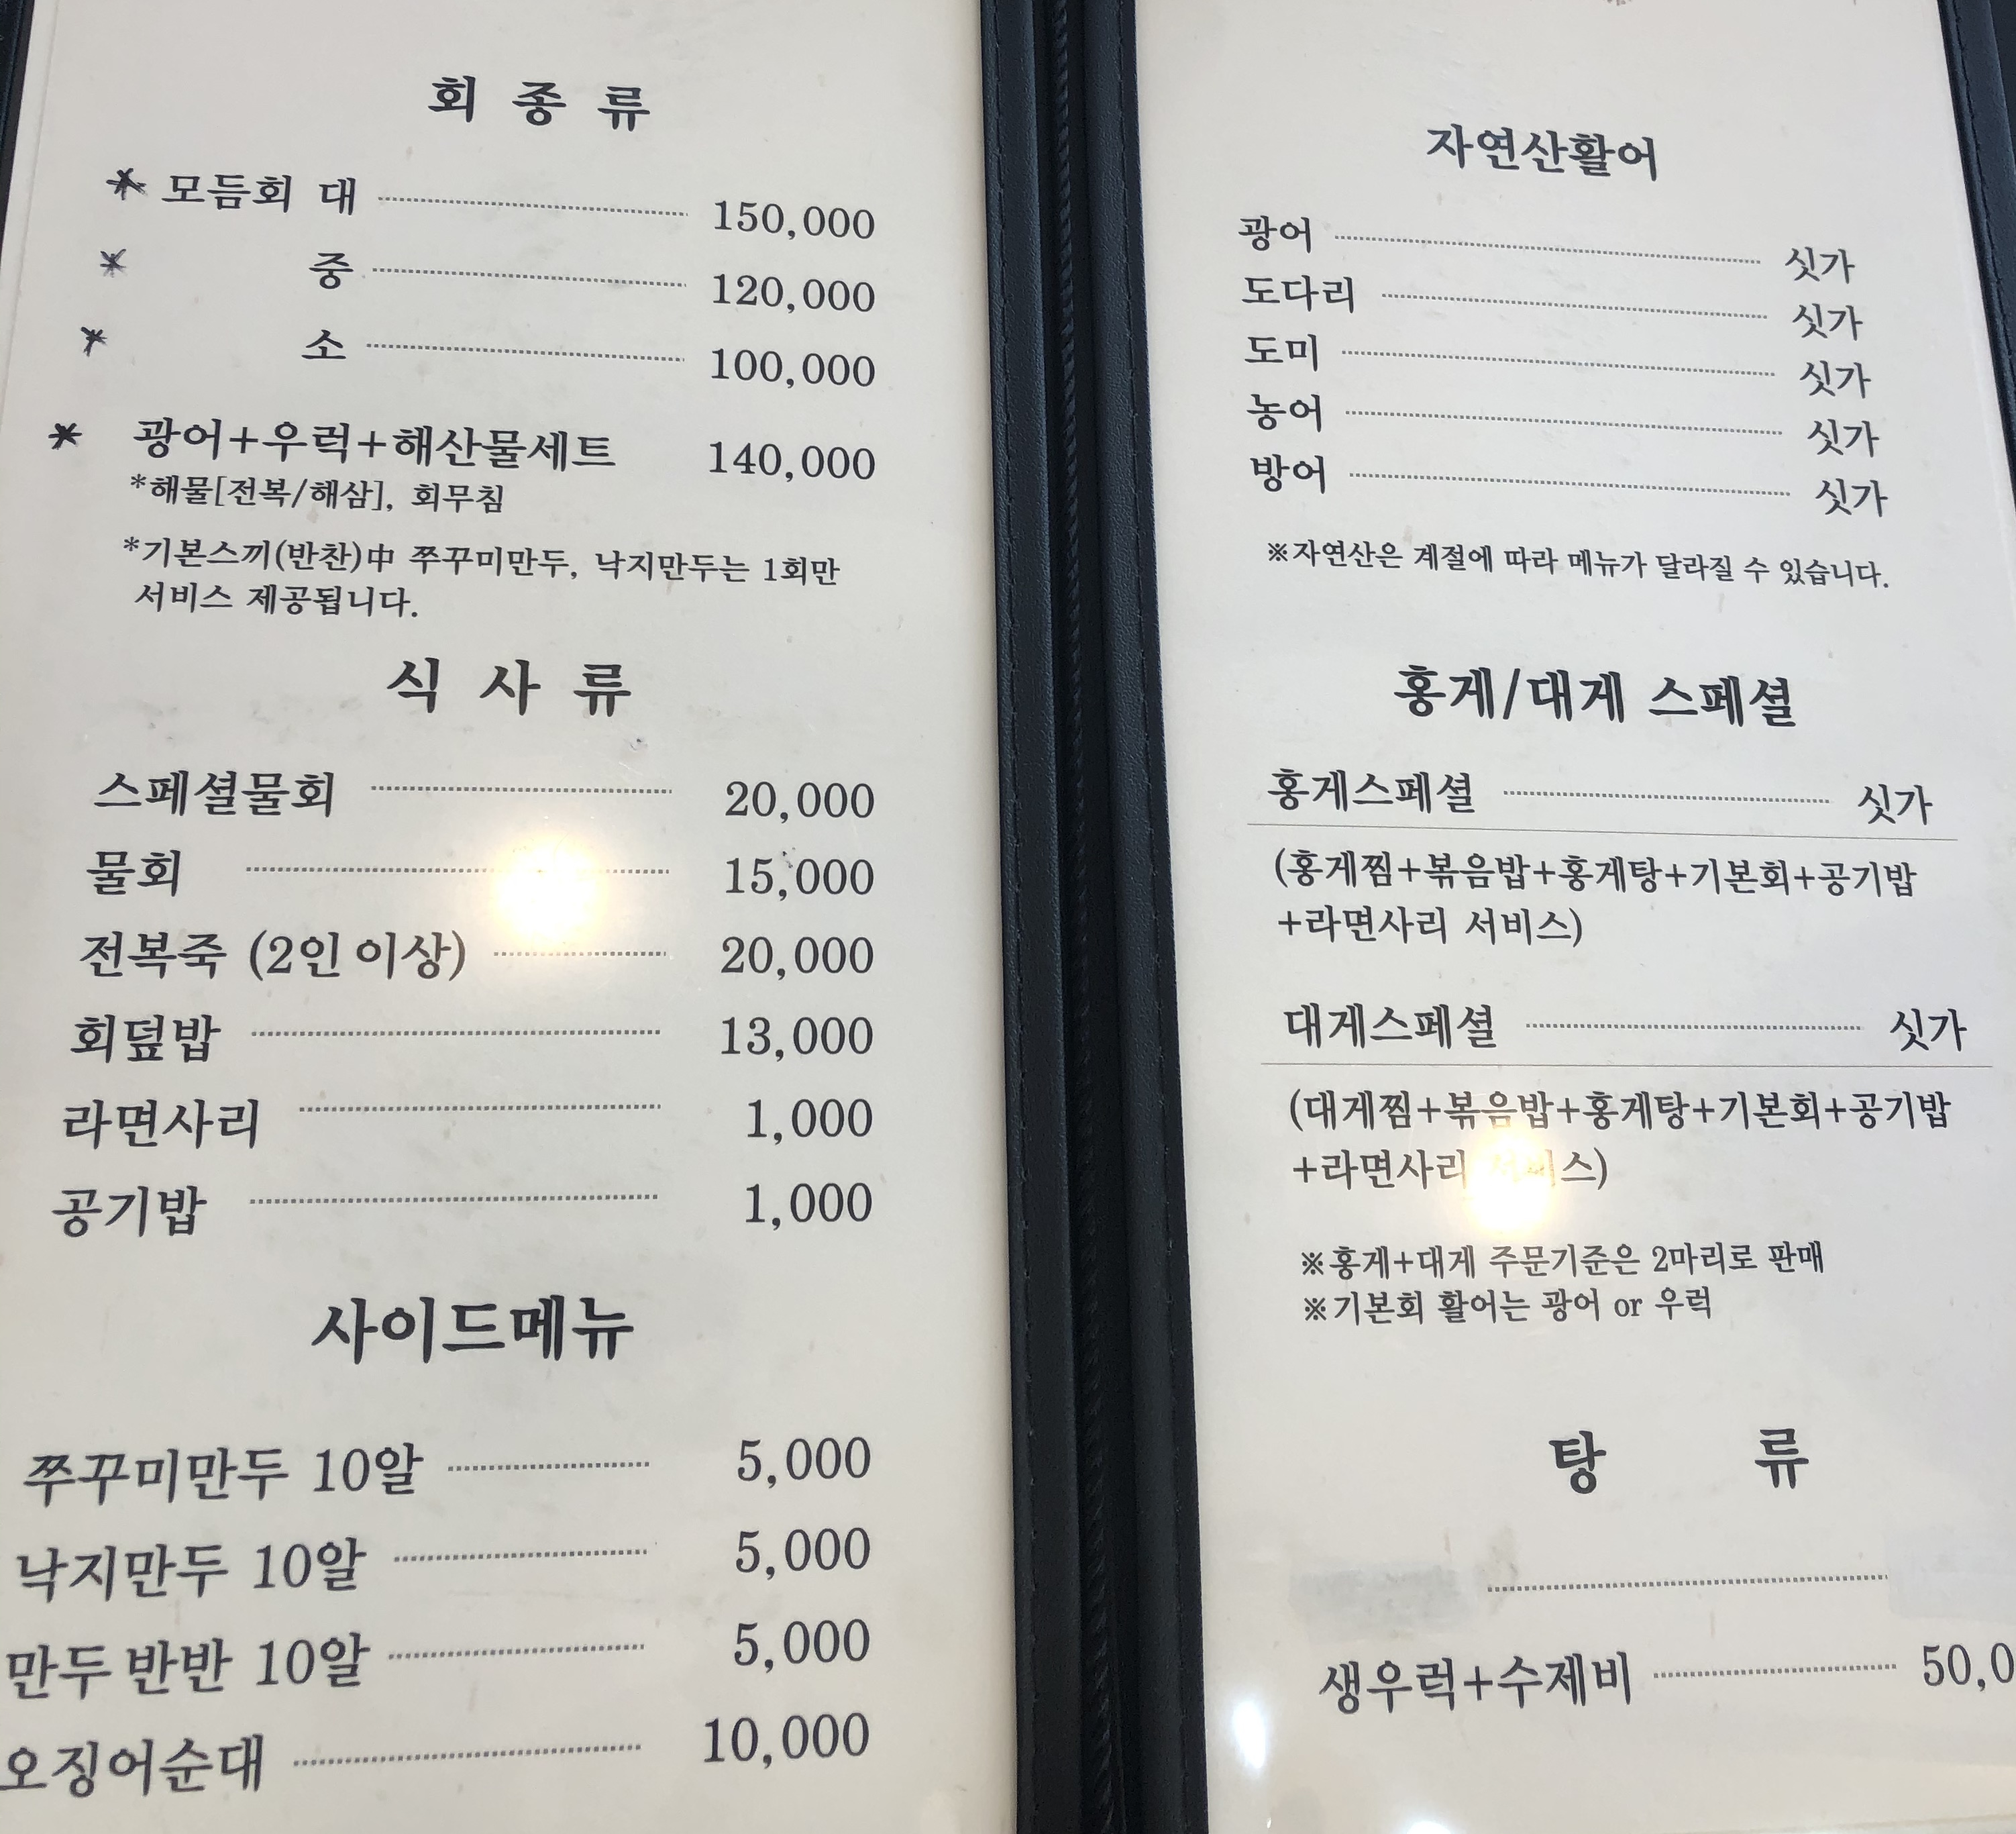 회 종 류
* 모듬회 대 150,000
* 중 120,000
* 소 100,000
* 광어+우럭+해산물세트 140,000
*해물[전복/해삼], 회무침
*기본스끼(반찬)中 쭈꾸미만두, 낙지만두는 1회만
서비스 제공됩니다.
식 사 류
스페셜물회 20,000
물회 15,000
전복죽 (2인 이상) 20,000
회덮밥 13,000
라면사리 1,000
공기밥 1,000
사이드메뉴
쭈꾸미만두 10알 5,000
낙지만두 10알 5,000
만두 반반 10알 5,000
오징어순대 10,000
자연산활어
광어 싯가
도다리 싯가
도미 싯가
농어 싯가
방어 싯가
※자연산은 계절에 따라 메뉴가 달라질 수 있습니다.
홍게/대게 스페셜
홍게스페셜 싯가
(홍게찜+볶음밥+홍게탕+기본회+공기밥
+라면사리 서비스)
대게스페셜 싯가
(대게찜+볶음밥+홍게탕+기본회+공기밥
+라면사리 서비스)
※홍게+대게 주문기준은 2마리로 판매
※기본회 활어는 광어 or 우럭
탕 류
생우럭+수제비 50,0